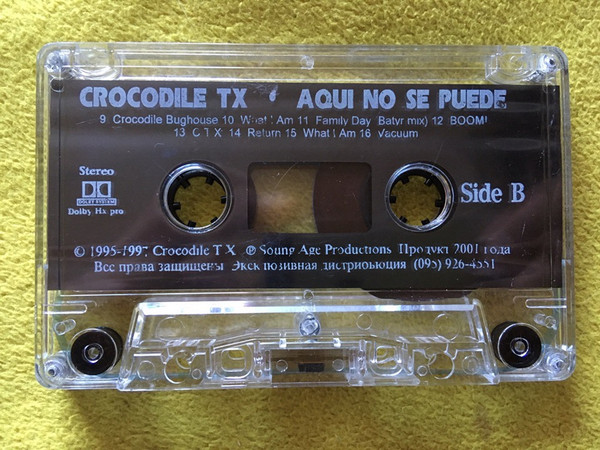 CROCODILE TX • AQUI NO SE PUEDE
9 Crocodile Bughouse 10 What I Am 11 Family Day (Batyr mix) 12 BOOM!
13 C T X 14 Return 15 What I Am 16 Vacuum
Stereo
DOLBY SYSTEM
Dolby Hx pro
Side B
© 1995-1997 Crocodile T X ℗ Soung Age Productions Продукт 2001 года
Все права защищены Эксклюзивная дистрибьюция (095) 926-4551